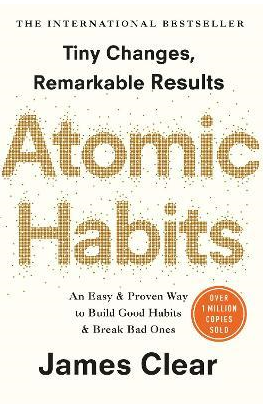 THE INTERNATIONAL BESTSELLER
Tiny Changes,
Remarkable Results
Atomic
Habits
An Easy & Proven Way
to Build Good Habits
& Break Bad Ones
OVER
1 MILLION
COPIES
SOLD
James Clear